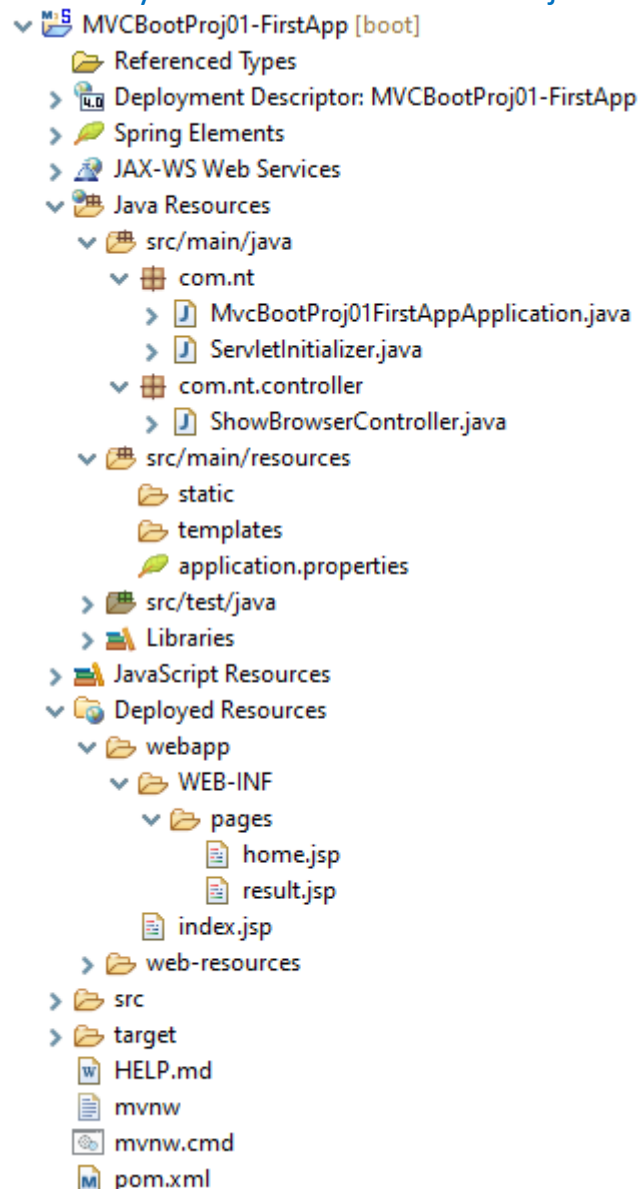 MVCBootProj01-FirstApp [boot]
Referenced Types
Deployment Descriptor: MVCBootProj01-FirstApp
Spring Elements
JAX-WS Web Services
Java Resources
src/main/java
com.nt
MvcBootProj01FirstAppApplication.java
ServletInitializer.java
com.nt.controller
ShowBrowserController.java
src/main/resources
static
templates
application.properties
src/test/java
Libraries
JavaScript Resources
Deployed Resources
webapp
WEB-INF
pages
home.jsp
result.jsp
index.jsp
web-resources
src
target
HELP.md
mvnw
mvnw.cmd
pom.xml